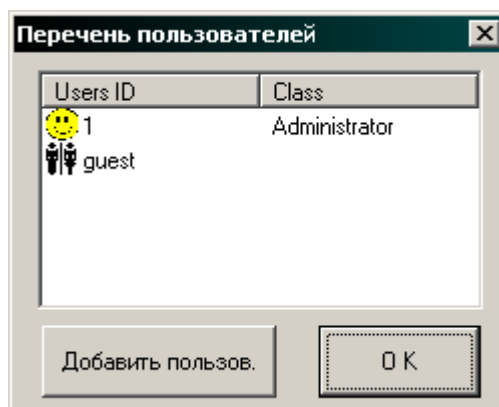 Перечень пользователей
Users ID Class
1 Administrator
guest
Добавить пользов. OK